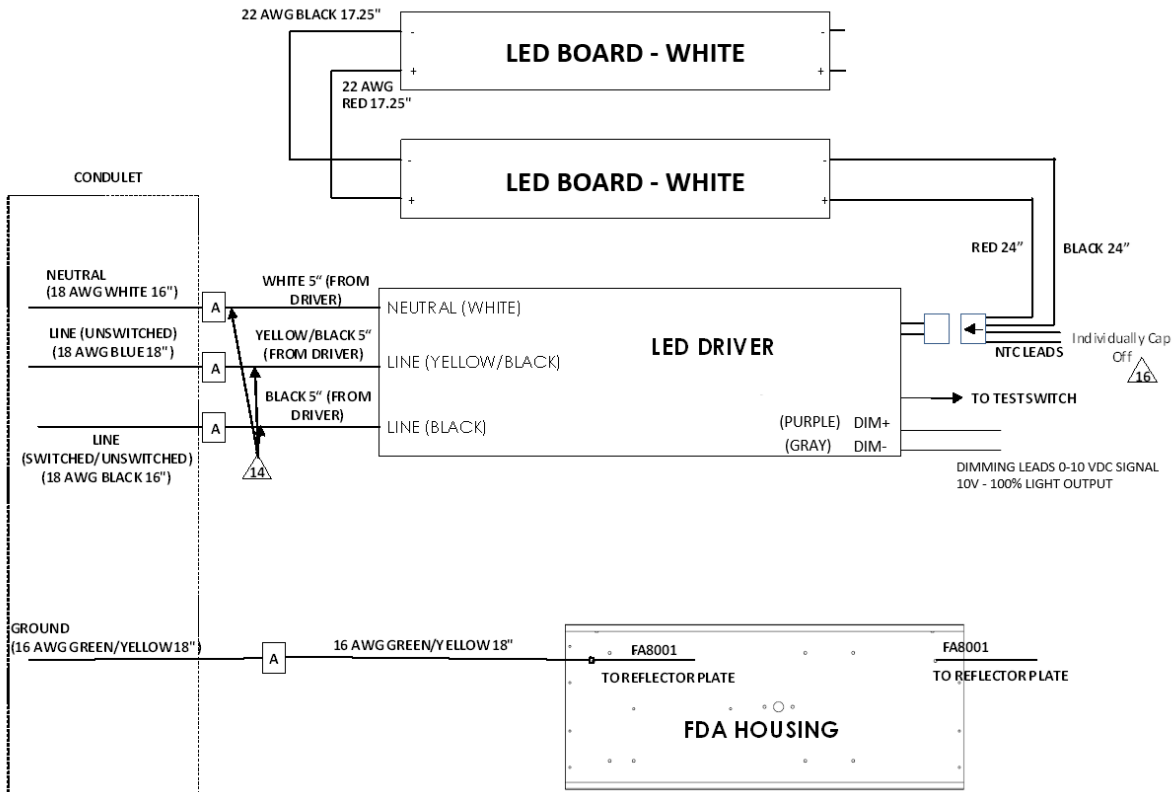 22 AWG BLACK 17.25"
-
-
LED BOARD - WHITE
+
+
22 AWG
RED 17.25"
-
-
LED BOARD - WHITE
+
+
CONDULET
RED 24”
BLACK 24”
NEUTRAL
(18 AWG WHITE 16")
A
WHITE 5“ (FROM
DRIVER)
NEUTRAL (WHITE)
LINE (UNSWITCHED)
(18 AWG BLUE 18")
A
YELLOW/BLACK 5“
(FROM DRIVER)
LINE (YELLOW/BLACK)
LED DRIVER
NTC LEADS
Individually Cap
Off
16
BLACK 5“ (FROM
DRIVER)
A
LINE (BLACK)
LINE
(SWITCHED/UNSWITCHED)
(18 AWG BLACK 16")
14
TO TEST SWITCH
(PURPLE) DIM+
(GRAY) DIM-
DIMMING LEADS 0-10 VDC SIGNAL
10V - 100% LIGHT OUTPUT
GROUND
(16 AWG GREEN/YELLOW 18")
A
16 AWG GREEN/YELLOW 18"
FA8001
TO REFLECTOR PLATE
FA8001
TO REFLECTOR PLATE
FDA HOUSING